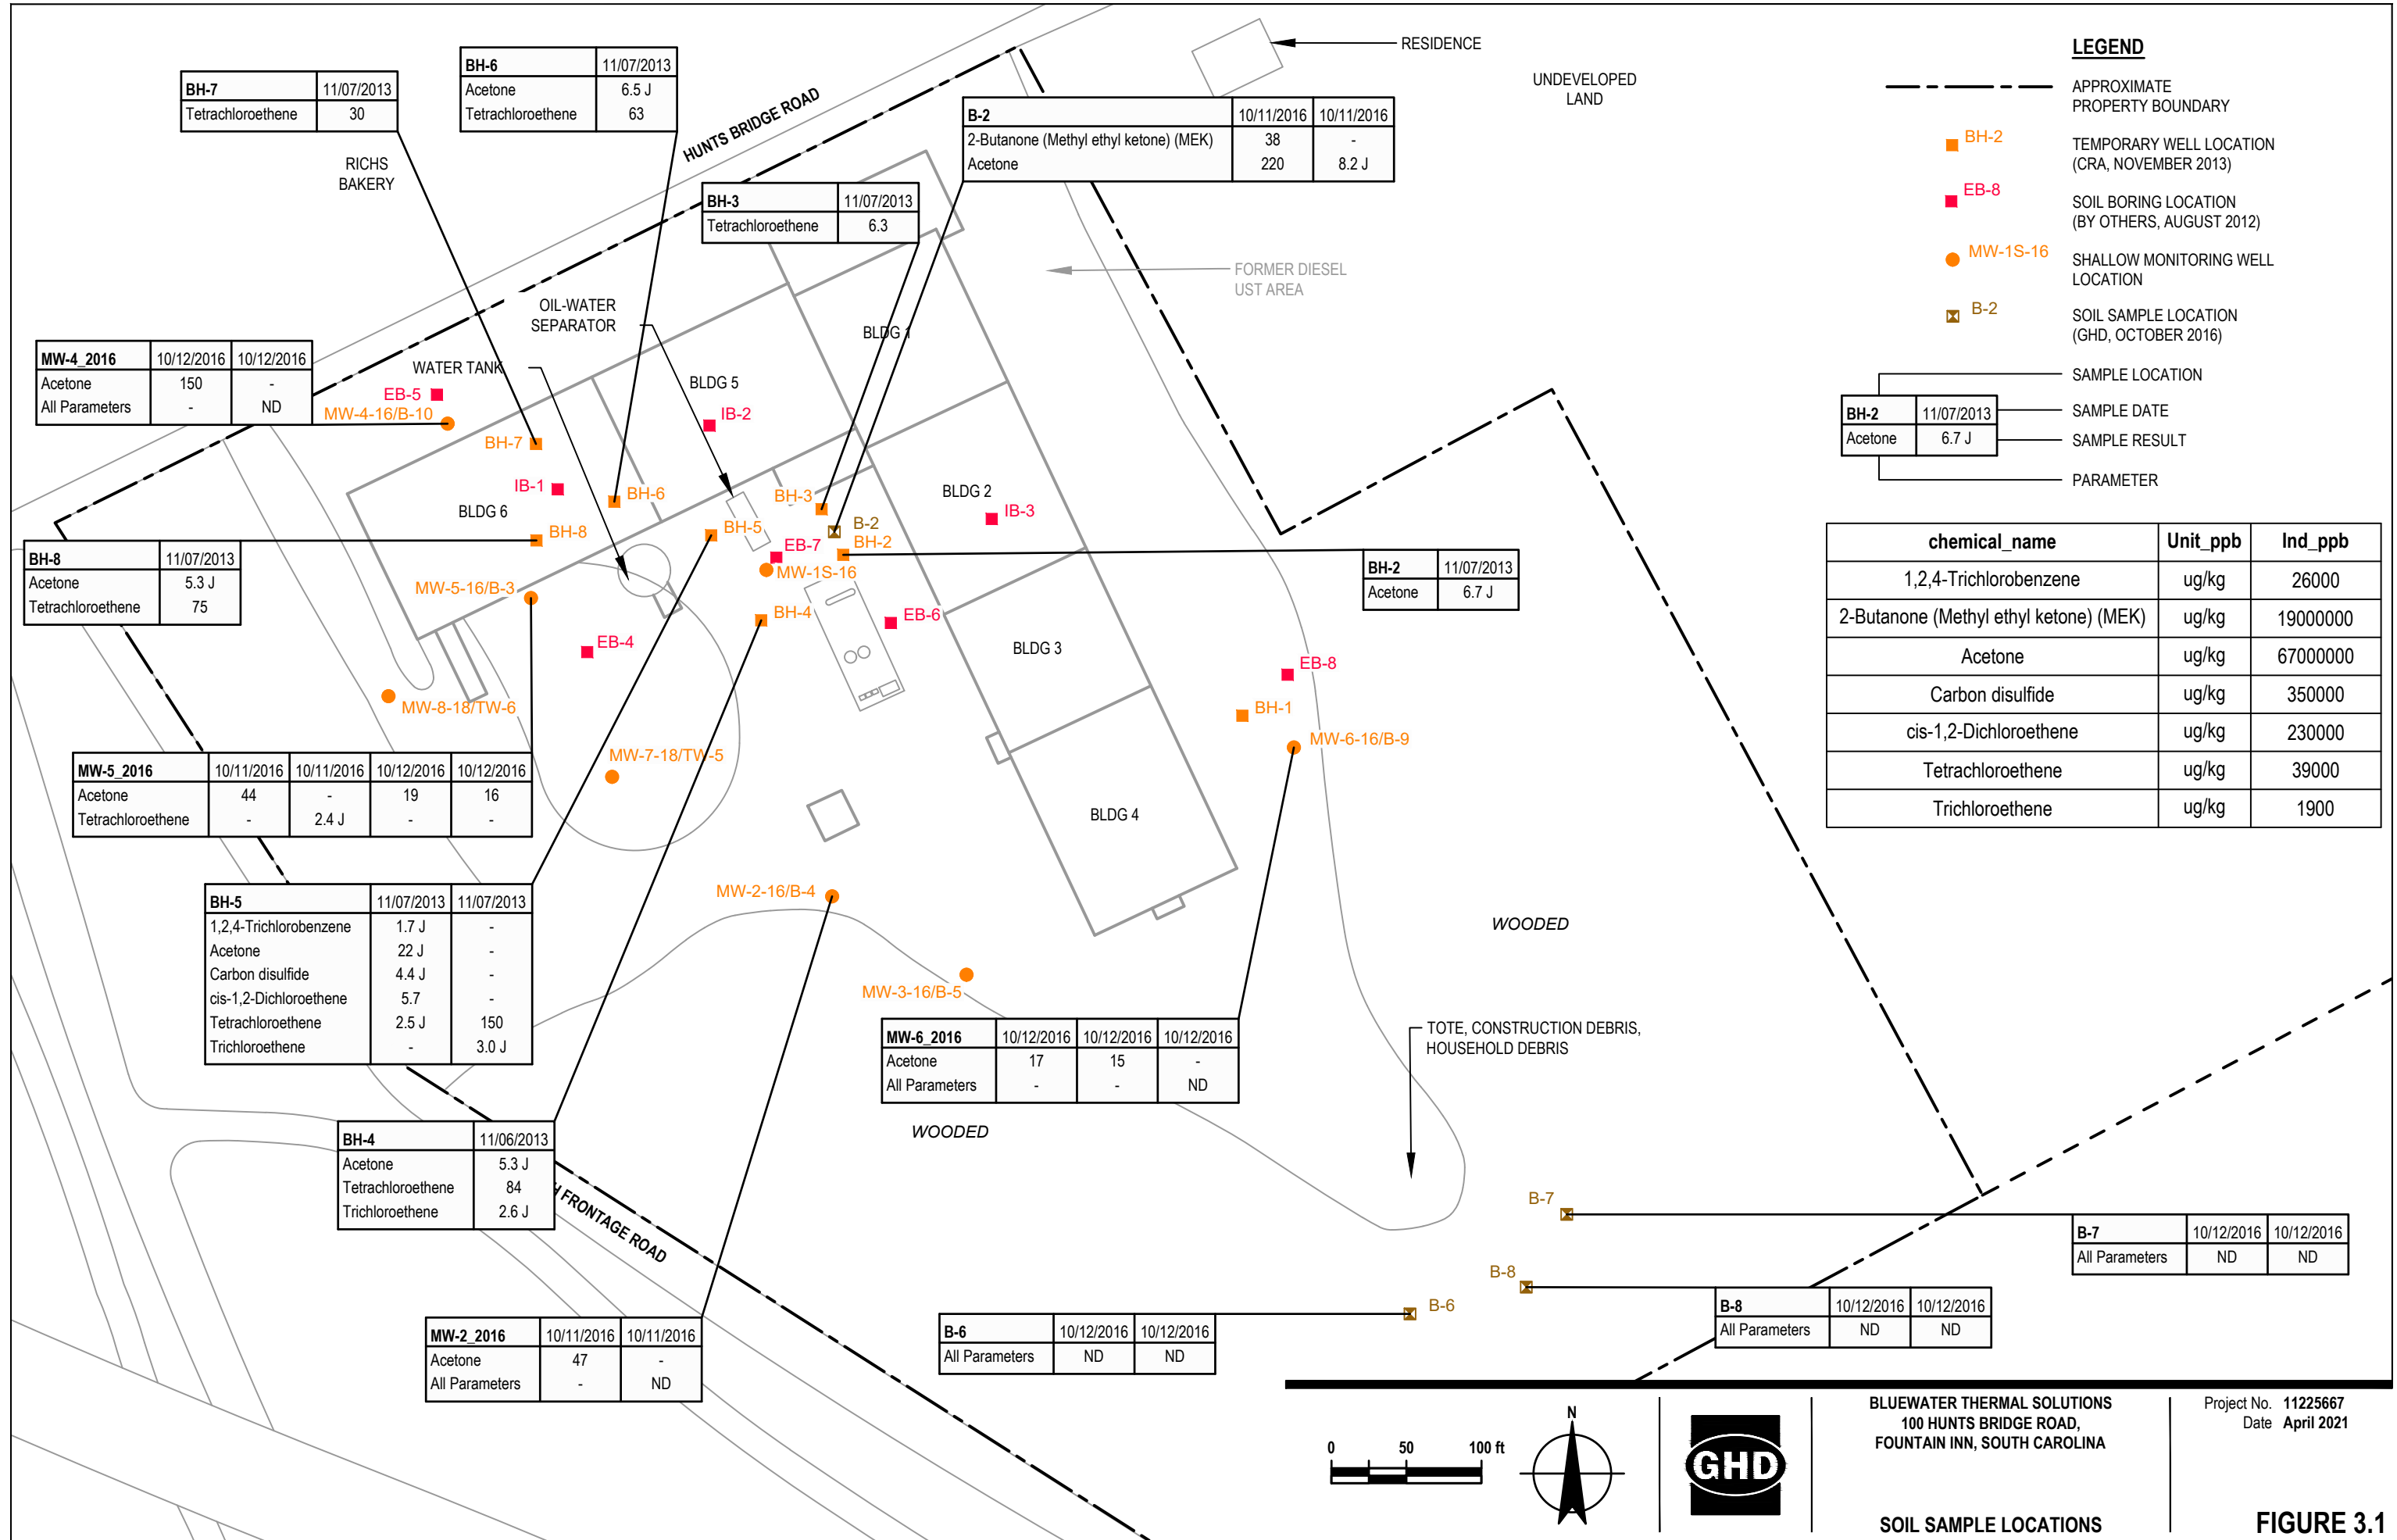 BH-7 11/07/2013
Tetrachloroethene 30
BH-6 11/07/2013
Acetone 6.5 J
Tetrachloroethene 63
RICHS
BAKERY
HUNTS BRIDGE ROAD
RESIDENCE
UNDEVELOPED
LAND
B-2 10/11/2016 10/11/2016
2-Butanone (Methyl ethyl ketone) (MEK) 38 -
Acetone 220 8.2 J
BH-3 11/07/2013
Tetrachloroethene 6.3
FORMER DIESEL
UST AREA
OIL-WATER
SEPARATOR
WATER TANK
BLDG 1
BLDG 5
BLDG 2
BLDG 6
BLDG 3
BLDG 4
MW-4_2016 10/12/2016 10/12/2016
Acetone 150 -
All Parameters - ND
EB-5
MW-4-16/B-10
BH-7
IB-2
IB-1
BH-6
BH-3
B-2
BH-2
IB-3
BH-8
BH-5
EB-7
MW-1S-16
MW-5-16/B-3
BH-4
EB-6
EB-4
EB-8
BH-1
MW-8-18/TW-6
MW-7-18/TW-5
MW-6-16/B-9
MW-2-16/B-4
MW-3-16/B-5
BH-8 11/07/2013
Acetone 5.3 J
Tetrachloroethene 75
BH-2 11/07/2013
Acetone 6.7 J
MW-5_2016 10/11/2016 10/11/2016 10/12/2016 10/12/2016
Acetone 44 - 19 16
Tetrachloroethene - 2.4 J - -
BH-5 11/07/2013 11/07/2013
1,2,4-Trichlorobenzene 1.7 J -
Acetone 22 J -
Carbon disulfide 4.4 J -
cis-1,2-Dichloroethene 5.7 -
Tetrachloroethene 2.5 J 150
Trichloroethene - 3.0 J
MW-6_2016 10/12/2016 10/12/2016 10/12/2016
Acetone 17 15 -
All Parameters - - ND
WOODED
TOTE, CONSTRUCTION DEBRIS,
HOUSEHOLD DEBRIS
WOODED
BH-4 11/06/2013
Acetone 5.3 J
Tetrachloroethene 84
Trichloroethene 2.6 J
H FRONTAGE ROAD
MW-2_2016 10/11/2016 10/11/2016
Acetone 47 -
All Parameters - ND
B-7
B-8
B-6
B-7 10/12/2016 10/12/2016
All Parameters ND ND
B-8 10/12/2016 10/12/2016
All Parameters ND ND
B-6 10/12/2016 10/12/2016
All Parameters ND ND
LEGEND
APPROXIMATE
PROPERTY BOUNDARY
BH-2
TEMPORARY WELL LOCATION
(CRA, NOVEMBER 2013)
EB-8
SOIL BORING LOCATION
(BY OTHERS, AUGUST 2012)
MW-1S-16
SHALLOW MONITORING WELL
LOCATION
B-2
SOIL SAMPLE LOCATION
(GHD, OCTOBER 2016)
SAMPLE LOCATION
BH-2 11/07/2013
SAMPLE DATE
Acetone 6.7 J
SAMPLE RESULT
PARAMETER
chemical_name Unit_ppb Ind_ppb
1,2,4-Trichlorobenzene ug/kg 26000
2-Butanone (Methyl ethyl ketone) (MEK) ug/kg 19000000
Acetone ug/kg 67000000
Carbon disulfide ug/kg 350000
cis-1,2-Dichloroethene ug/kg 230000
Tetrachloroethene ug/kg 39000
Trichloroethene ug/kg 1900
0 50 100 ft
N
GHD
BLUEWATER THERMAL SOLUTIONS
100 HUNTS BRIDGE ROAD,
FOUNTAIN INN, SOUTH CAROLINA
SOIL SAMPLE LOCATIONS
Project No. 11225667
Date April 2021
FIGURE 3.1